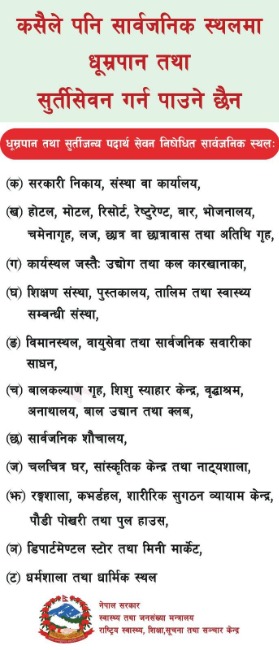 कसैले पनि सार्वजनिक स्थलमा
धूम्रपान तथा
सुर्तीसेवन गर्न पाउने छैन
धूम्रपान तथा सुर्तीजन्य पदार्थ सेवन निषेधित सार्वजनिक स्थलः
(क) सरकारी निकाय, संस्था वा कार्यालय,
(ख) होटल, मोटल, रिसोर्ट, रेष्टुरेण्ट, बार, भोजनालय,
चमेनागृह, लज, छात्र वा छात्रावास तथा अतिथि गृह,
(ग) कार्यस्थल जस्तैः उद्योग तथा कल कारखानाका,
(घ) शिक्षण संस्था, पुस्तकालय, तालिम तथा स्वास्थ्य
सम्बन्धी संस्था,
(ङ) विमानस्थल, वायुसेवा तथा सार्वजनिक सवारीका
साधन,
(च) बालकल्याण गृह, शिशु स्याहार केन्द्र, वृद्धाश्रम,
अनाथालय, बाल उद्यान तथा क्लब,
(छ) सार्वजनिक शौचालय,
(ज) चलचित्र घर, सांस्कृतिक केन्द्र तथा नाट्यशाला,
(झ) रङ्गशाला, कभर्डहल, शारीरिक सुगठन व्यायाम केन्द्र,
पौडी पोखरी तथा पुल हाउस,
(ञ) डिपार्टमेण्टल स्टोर तथा मिनी मार्केट,
(ट) धर्मशाला तथा धार्मिक स्थल
नेपाल सरकार
स्वास्थ्य तथा जनसंख्या मन्त्रालय
राष्ट्रिय स्वास्थ्य, शिक्षा,सूचना तथा सञ्चार केन्द्र